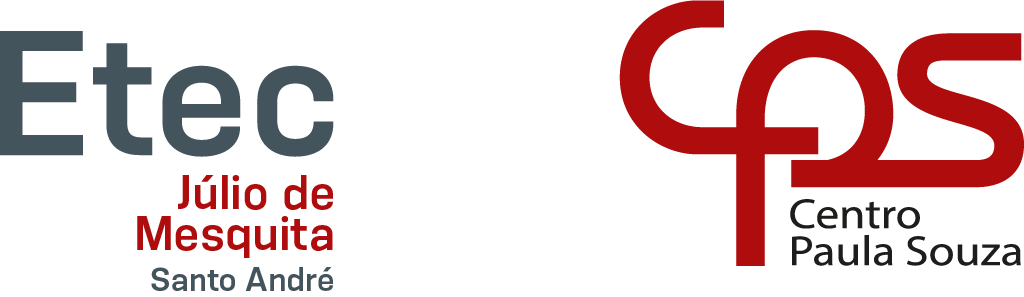 Etec
Júlio de
Mesquita
Santo André
cps
Centro
Paula Souza